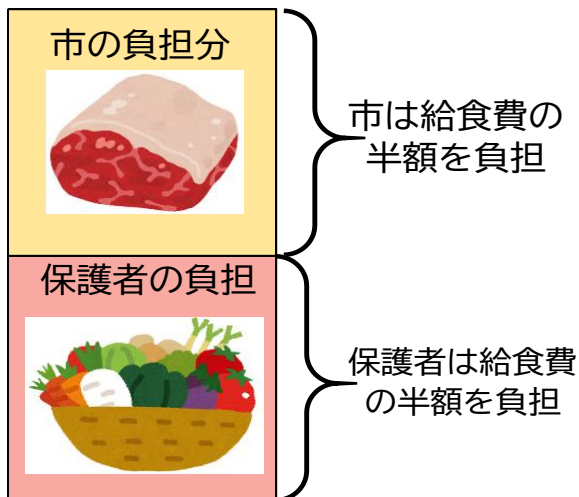 市の負担分
市は給食費の
半額を負担
保護者の負担
保護者は給食費
の半額を負担